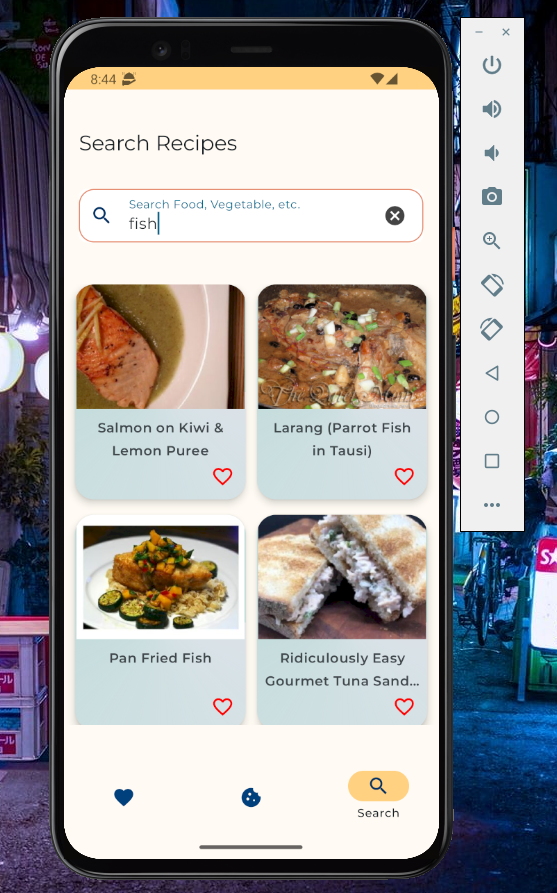 8:44
Search Recipes
Search Food, Vegetable, etc.
fish
Salmon on Kiwi &
Lemon Puree
Larang (Parrot Fish
in Tausi)
Pan Fried Fish
Ridiculously Easy
Gourmet Tuna Sand...
Search